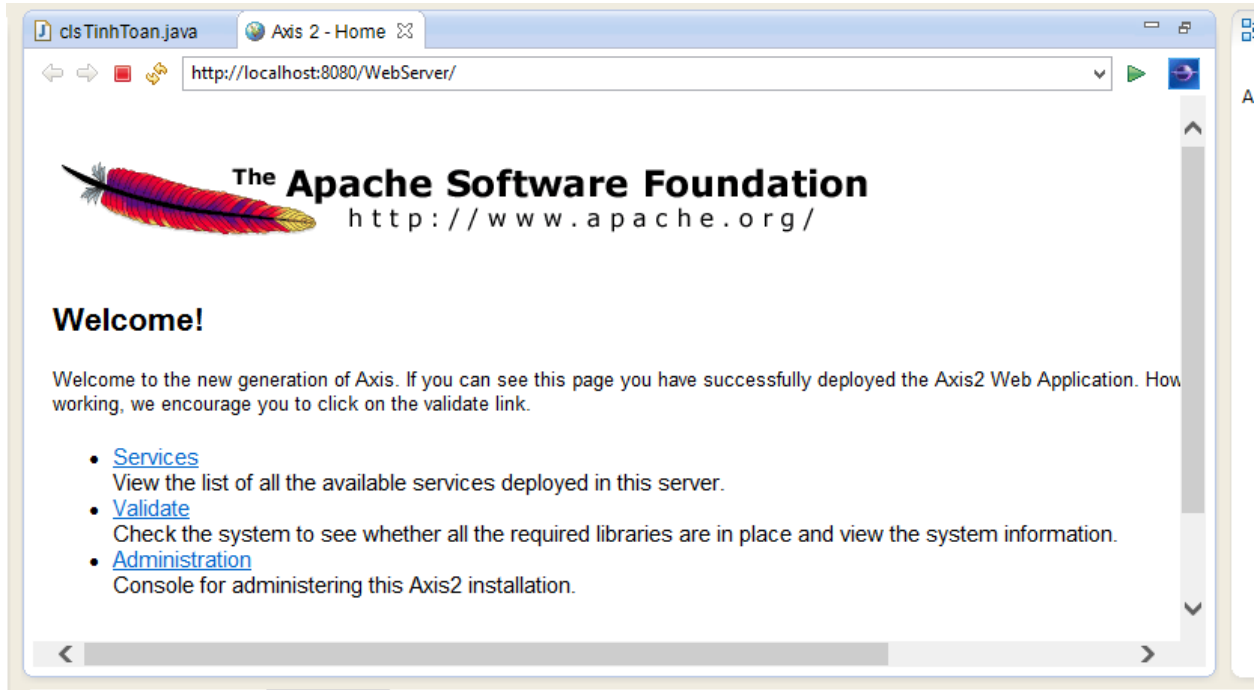 clsTinhToan.java
Axis 2 - Home
http://localhost:8080/WebServer/
A
The Apache Software Foundation
http://www.apache.org/
Welcome!
Welcome to the new generation of Axis. If you can see this page you have successfully deployed the Axis2 Web Application. How
working, we encourage you to click on the validate link.
Services
View the list of all the available services deployed in this server.
Validate
Check the system to see whether all the required libraries are in place and view the system information.
Administration
Console for administering this Axis2 installation.